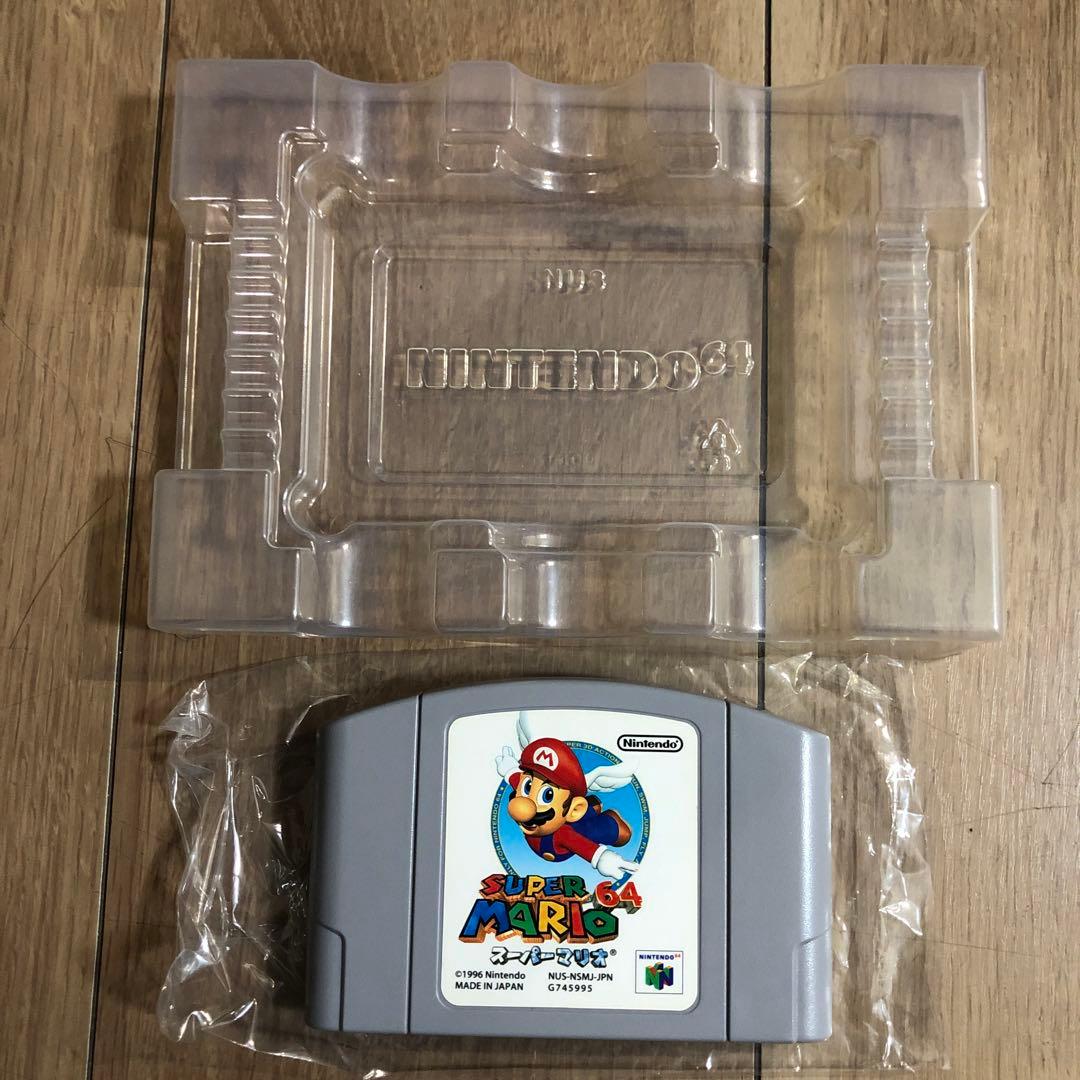 NUS
NINTENDO64
Nintendo
M
SUPER
MARIO 64
スーパーマリオ®
©1996 Nintendo
MADE IN JAPAN
NUS-NSMJ-JPN
G745995
NINTENDO64
N